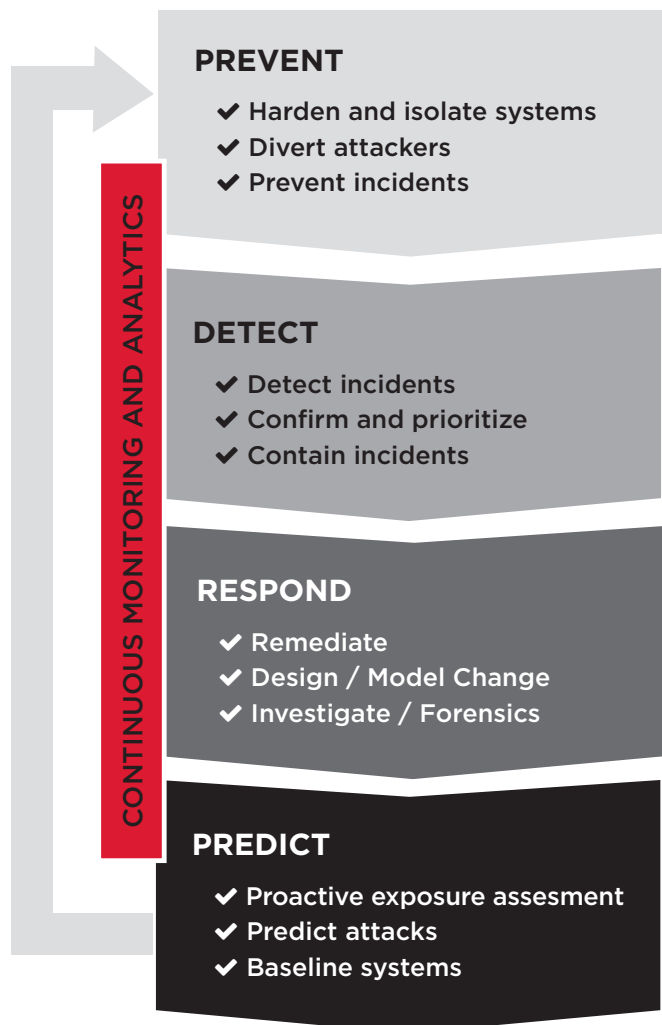 PREVENT
✔ Harden and isolate systems
✔ Divert attackers
✔ Prevent incidents
CONTINUOUS MONITORING AND ANALYTICS
DETECT
✔ Detect incidents
✔ Confirm and prioritize
✔ Contain incidents
RESPOND
✔ Remediate
✔ Design / Model Change
✔ Investigate / Forensics
PREDICT
✔ Proactive exposure assesment
✔ Predict attacks
✔ Baseline systems